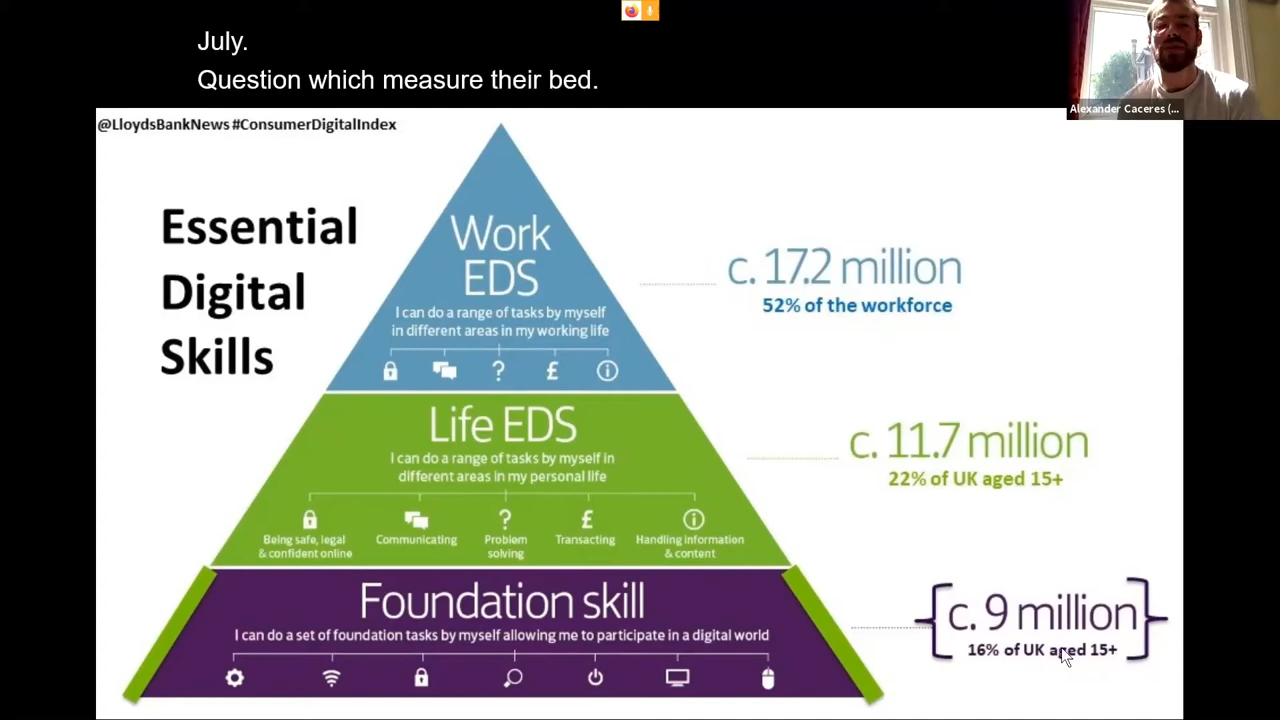 July.
Question which measure their bed.
Alexander Caceres (...
@LloydsBankNews #ConsumerDigitalIndex
Essential
Digital
Skills
Work
EDS
I can do a range of tasks by myself
in different areas in my working life
?
£
i
c. 17.2 million
52% of the workforce
Life EDS
I can do a range of tasks by myself in
different areas in my personal life
?
£
i
Being safe, legal
& confident online
Communicating
Problem
solving
Transacting
Handling information
& content
c. 11.7 million
22% of UK aged 15+
Foundation skill
I can do a set of foundation tasks by myself allowing me to participate in a digital world
c. 9 million
16% of UK aged 15+